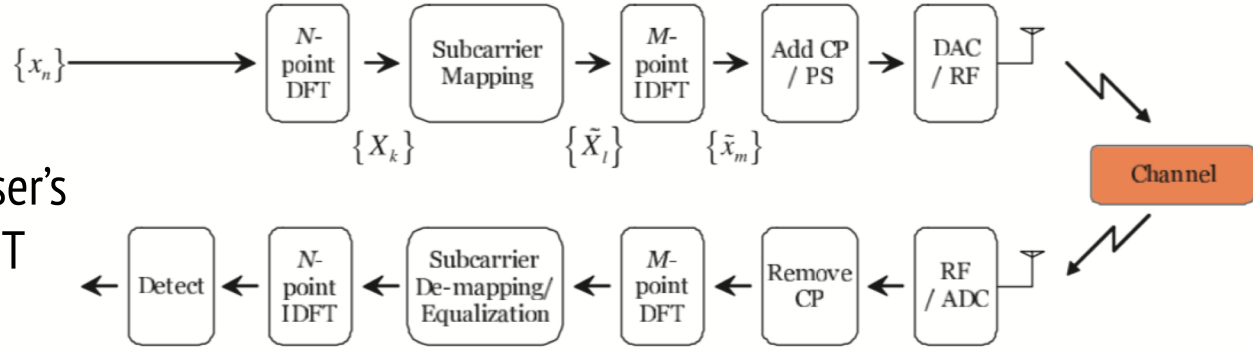 {x_n}
N-
point
DFT
Subcarrier
Mapping
M-
point
IDFT
Add CP
/ PS
DAC
/ RF
{X_k}
{X̃_l}
{x̃_m}
Channel
ser's
T
Detect
N-
point
IDFT
Subcarrier
De-mapping/
Equalization
M-
point
DFT
Remove
CP
RF
/ ADC